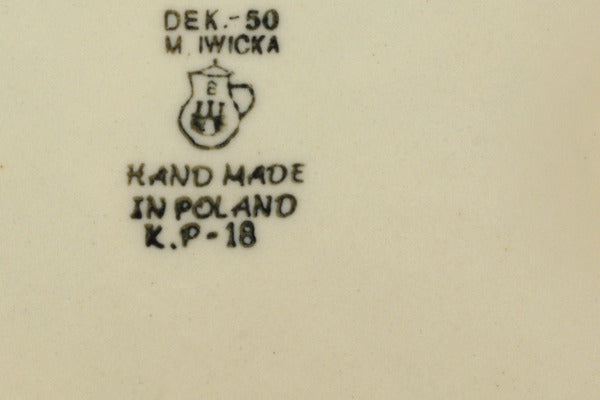 DEK.-50
M. IWICKA
B
HAND MADE
IN POLAND
K.P-18